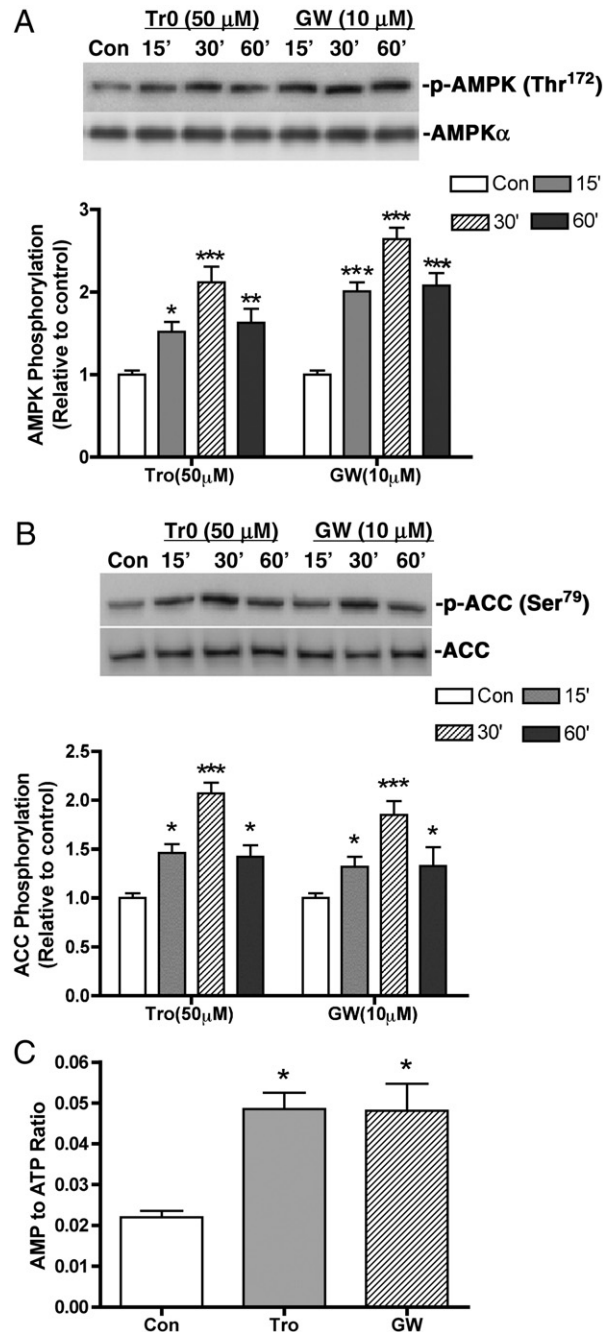 A
Tr0 (50 μM) GW (10 μM)
Con 15’ 30’ 60’ 15’ 30’ 60’
-p-AMPK (Thr172)
-AMPKα
Con 15'
30' 60'
AMPK Phosphorylation
(Relative to control)
3
2
1
0
* *** ** *** *** ***
Tro(50μM) GW(10μM)
B
Tr0 (50 μM) GW (10 μM)
Con 15’ 30’ 60’ 15’ 30’ 60’
-p-ACC (Ser79)
-ACC
Con 15'
30' 60'
ACC Phosphorylation
(Relative to control)
2.5
2.0
1.5
1.0
0.5
0.0
* *** * * *** *
Tro(50μM) GW(10μM)
C
AMP to ATP Ratio
0.06
0.05
0.04
0.03
0.02
0.01
0.00
* *
Con Tro GW